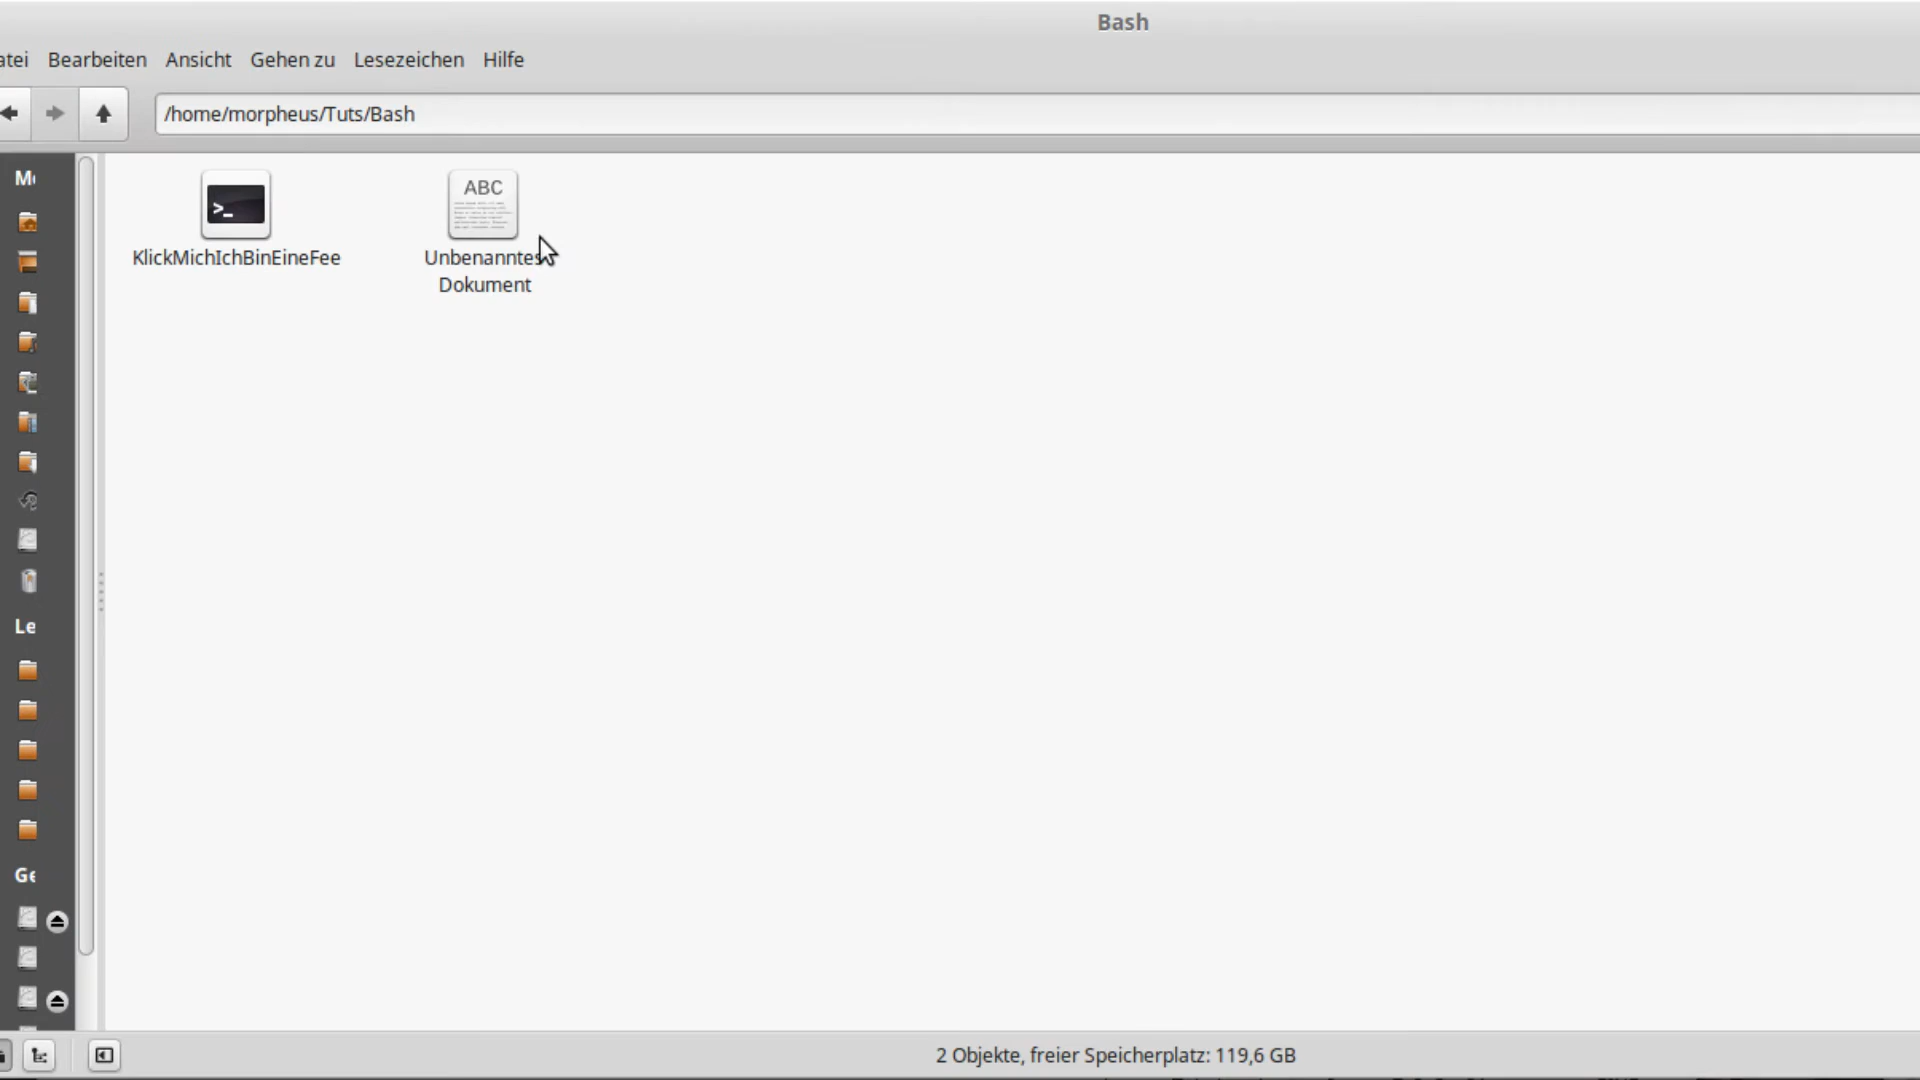 Bash
atei Bearbeiten Ansicht Gehen zu Lesezeichen Hilfe
/home/morpheus/Tuts/Bash
>_
ABC
KlickMichIchBinEineFee
Unbenanntes
Dokument
Le
2 Objekte, freier Speicherplatz: 119,6 GB